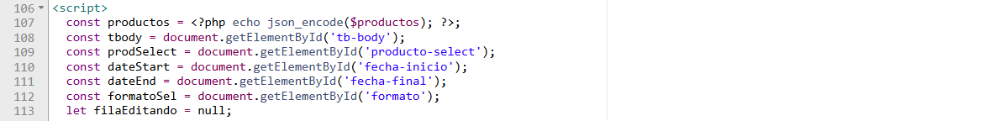 106 <script>
107 const productos = <?php echo json_encode($productos); ?>;
108 const tbody = document.getElementById('tb-body');
109 const prodSelect = document.getElementById('producto-select');
110 const dateStart = document.getElementById('fecha-inicio');
111 const dateEnd = document.getElementById('fecha-final');
112 const formatoSel = document.getElementById('formato');
113 let filaEditando = null;